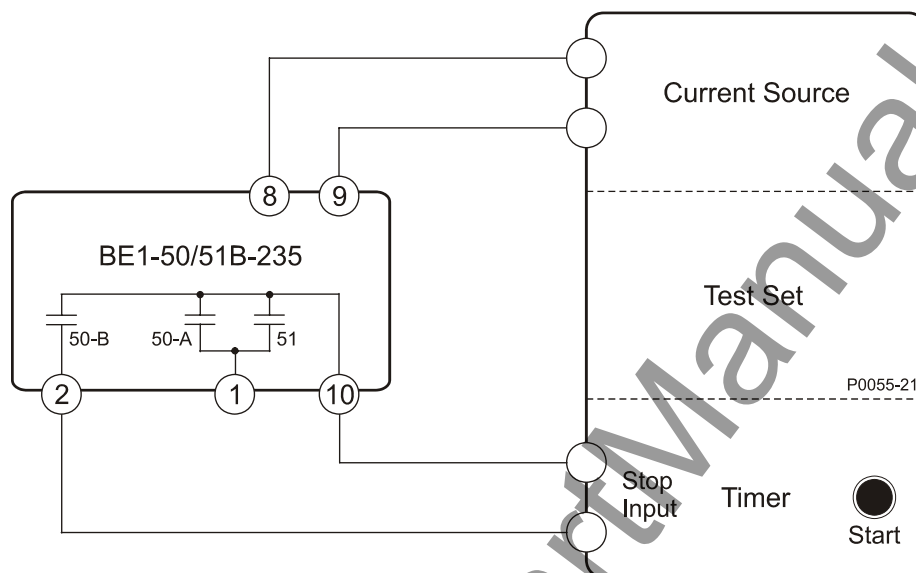 Current Source
8
9
BE1-50/51B-235
Test Set
50-B
50-A
51
P0055-21
2
1
10
Stop
Input
Timer
Start